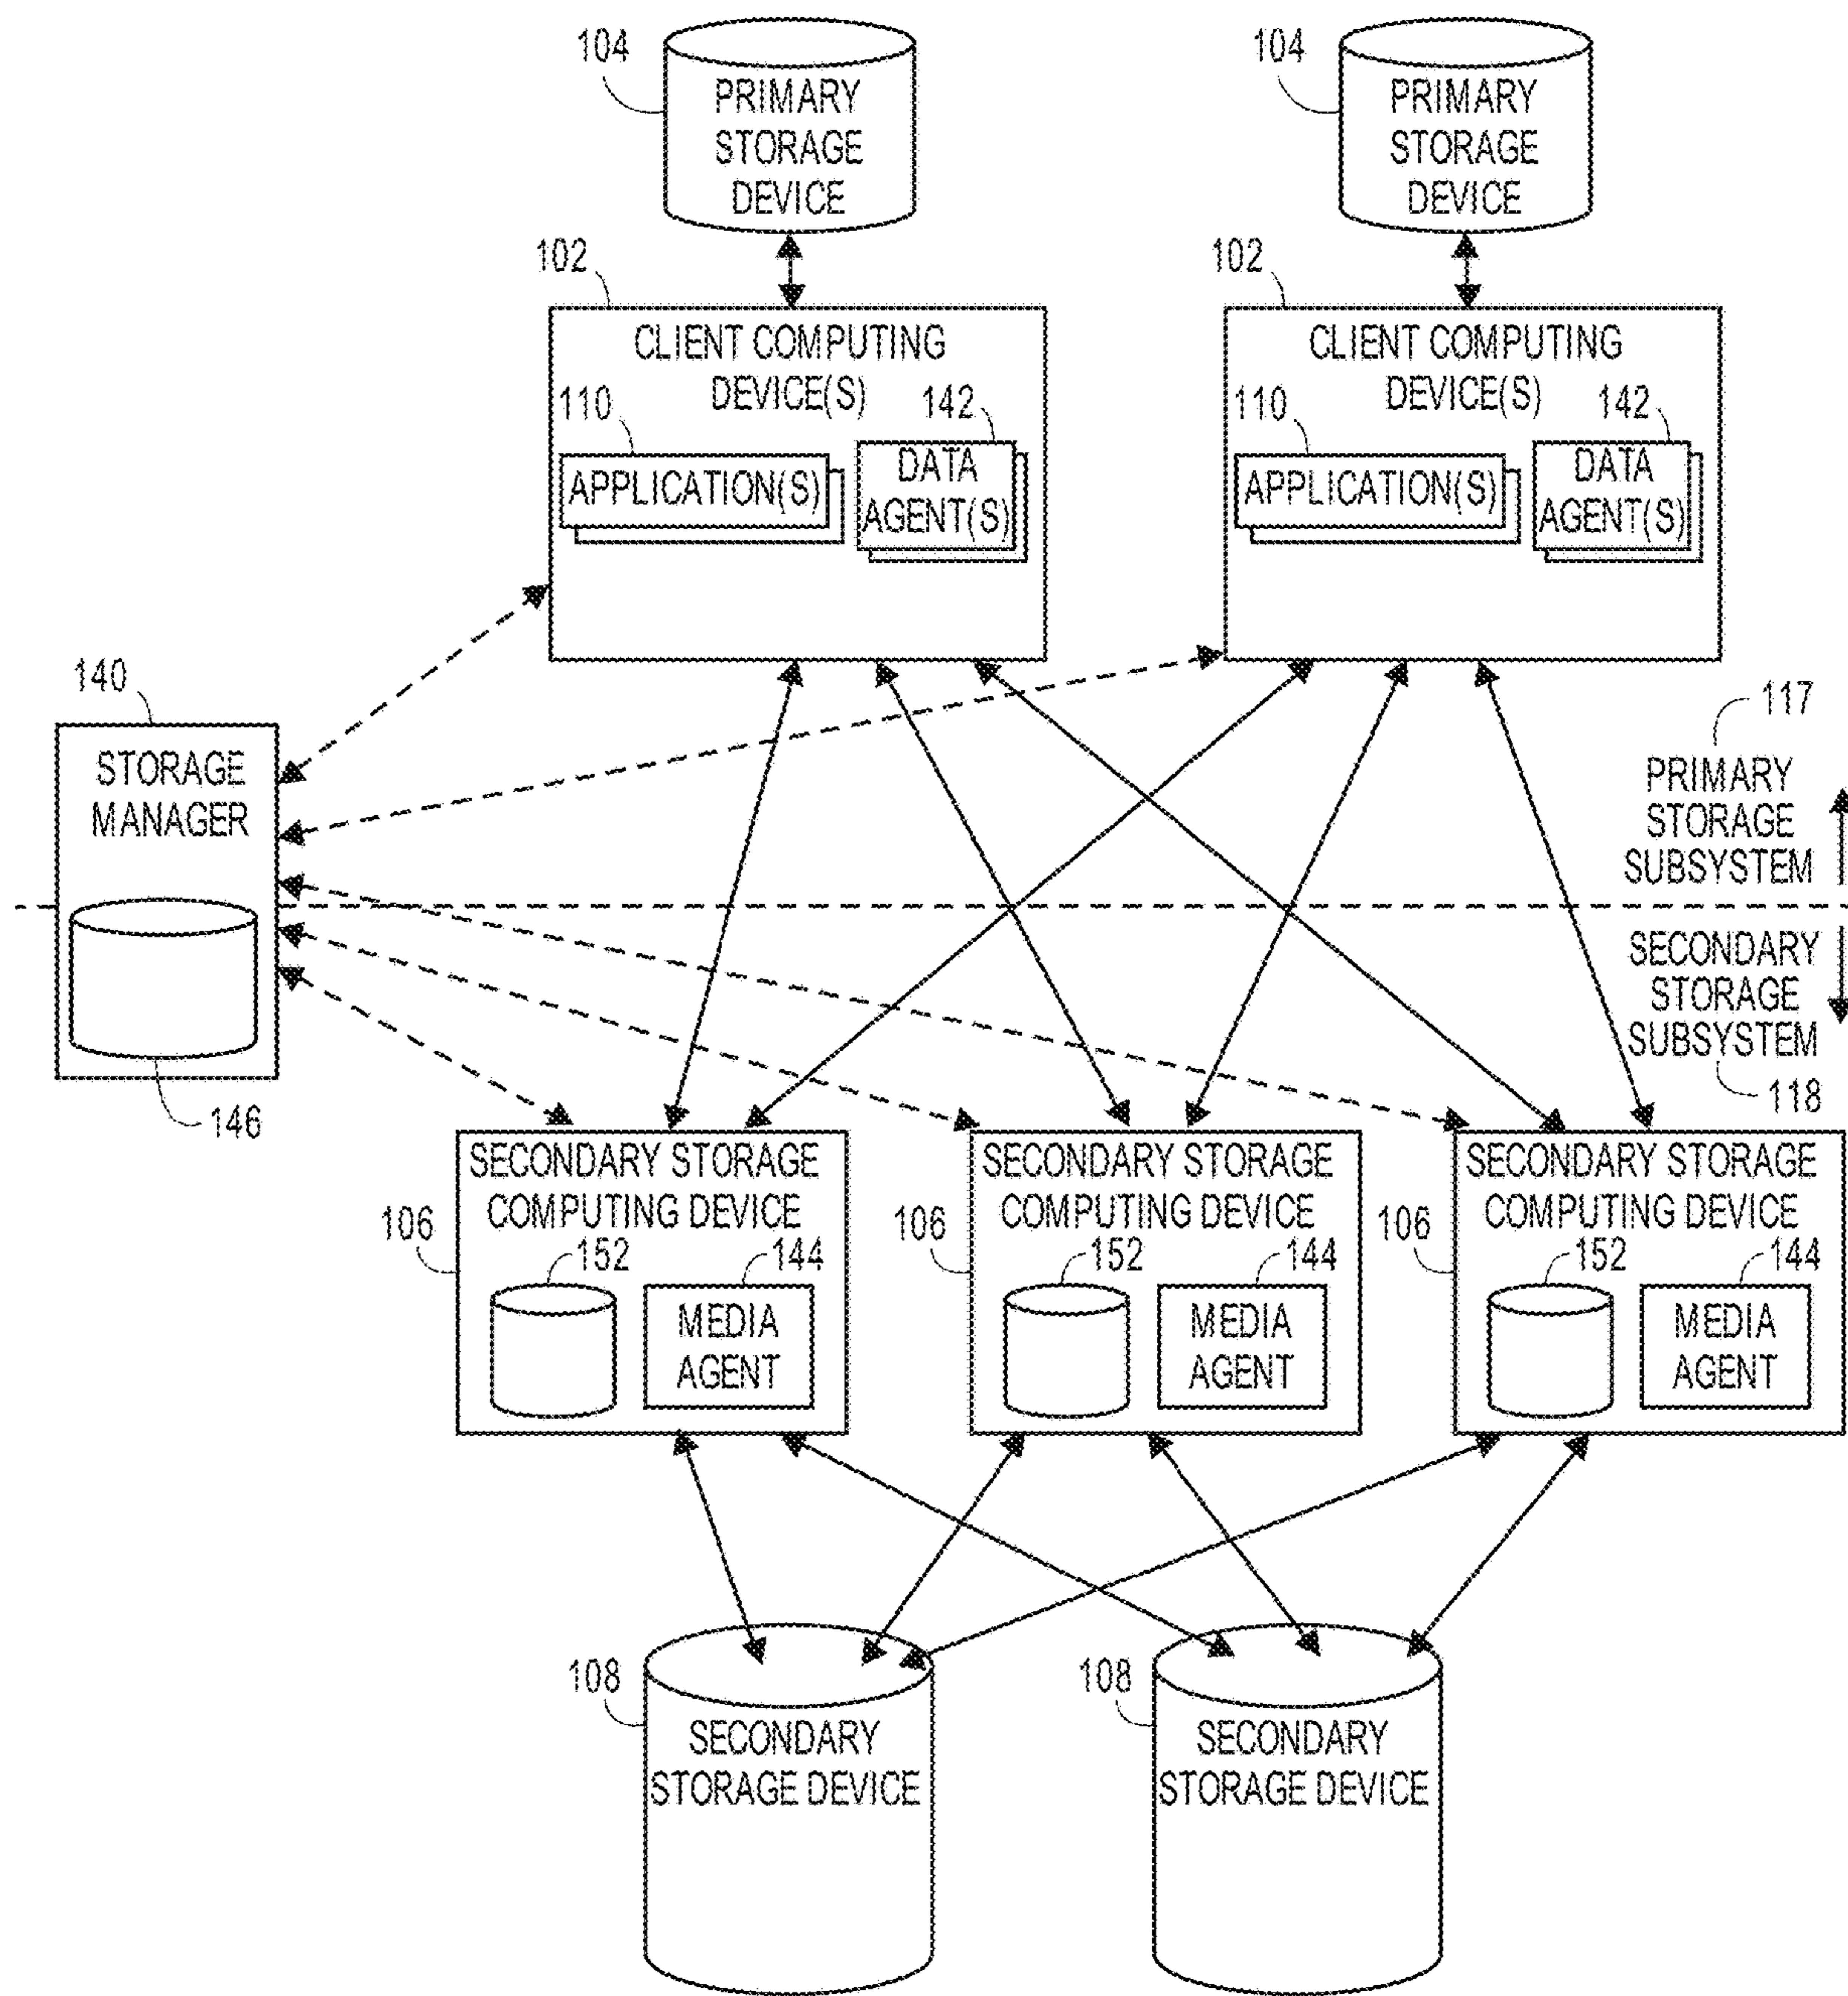 104
PRIMARY
STORAGE
DEVICE
104
PRIMARY
STORAGE
DEVICE
102
CLIENT COMPUTING
DEVICE(S)
110
142
APPLICATION(S)
DATA
AGENT(S)
102
CLIENT COMPUTING
DEVICE(S)
110
142
APPLICATION(S)
DATA
AGENT(S)
140
STORAGE
MANAGER
146
117
PRIMARY
STORAGE
SUBSYSTEM
SECONDARY
STORAGE
SUBSYSTEM
118
SECONDARY STORAGE
COMPUTING DEVICE
106
152
144
MEDIA
AGENT
SECONDARY STORAGE
COMPUTING DEVICE
106
152
144
MEDIA
AGENT
SECONDARY STORAGE
COMPUTING DEVICE
106
152
144
MEDIA
AGENT
108
SECONDARY
STORAGE DEVICE
108
SECONDARY
STORAGE DEVICE